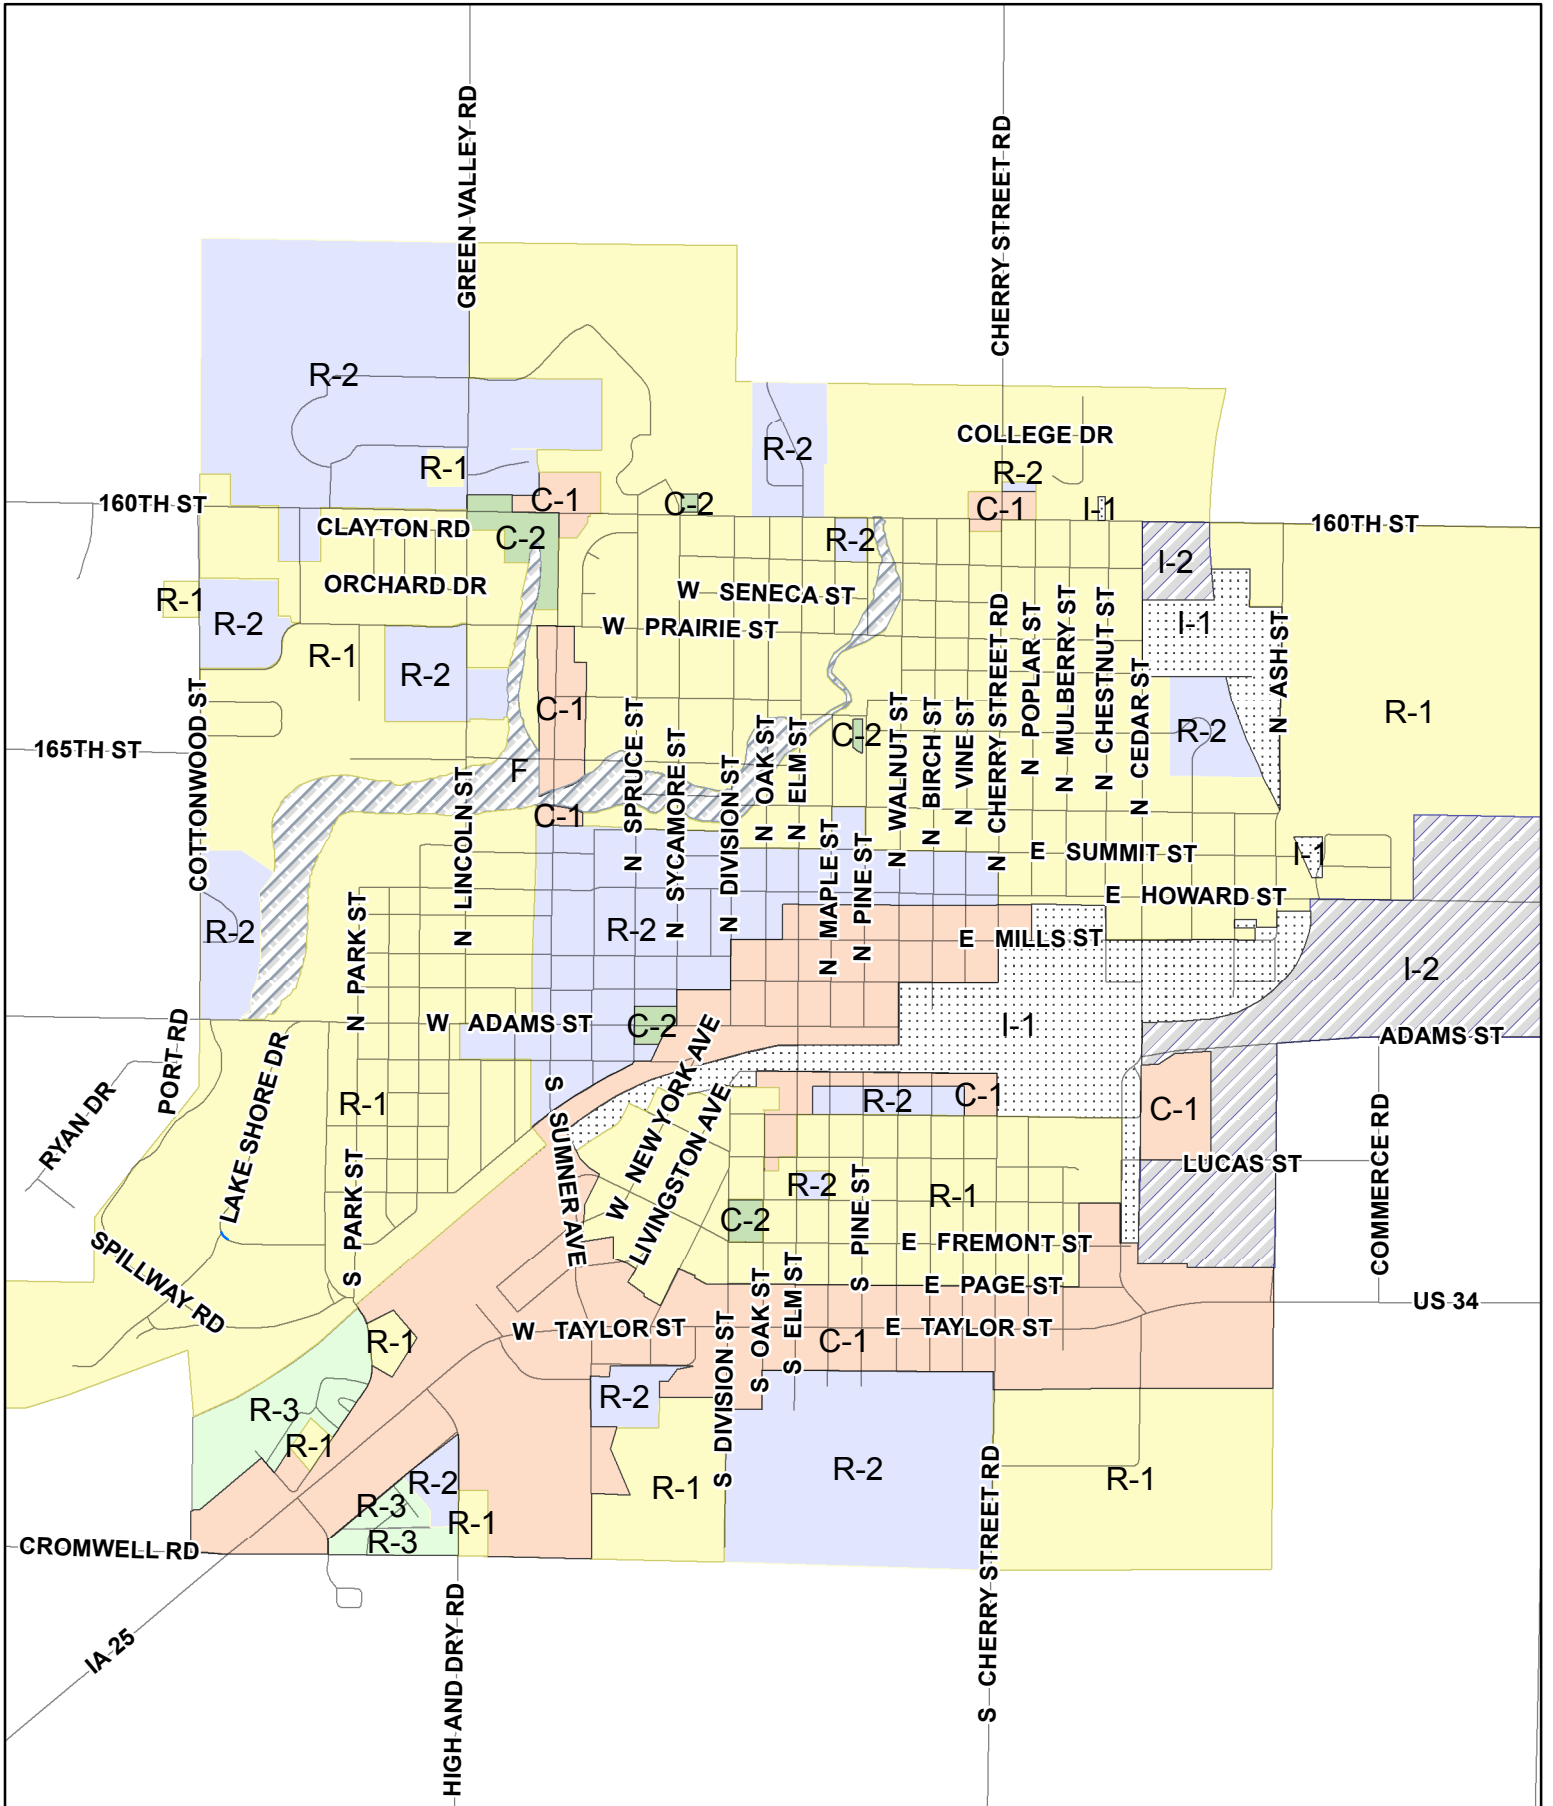 GREEN VALLEY RD
CHERRY STREET RD
R-2
COLLEGE DR
R-2
R-1
R-2
160TH ST
C-1
C-2
C-1
I-1
160TH ST
CLAYTON RD
C-2
R-2
I-2
ORCHARD DR
W SENECA ST
R-1
R-2
W PRAIRIE ST
I-1
R-1
R-2
CHERRY STREET RD
N POPLAR ST
N MULBERRY ST
N CHESTNUT ST
N CEDAR ST
N ASH ST
C-1
R-1
COTTONWOOD ST
165TH ST
F
N SPRUCE ST
N SYCAMORE ST
N DIVISION ST
N OAK ST
N ELM ST
C-2
N WALNUT ST
N BIRCH ST
N VINE ST
N
R-2
C-1
N LINCOLN ST
N MAPLE ST
N PINE ST
E SUMMIT ST
I-1
E HOWARD ST
R-2
N PARK ST
R-2
E MILLS ST
I-2
PORT RD
W ADAMS ST
C-2
I-1
ADAMS ST
RYAN DR
LAKE SHORE DR
R-1
S SUMNER AVE
W NEW YORK AVE
LIVINGSTON AVE
R-2
C-1
C-1
COMMERCE RD
S PARK ST
R-2
S PINE ST
R-1
LUCAS ST
C-2
E FREMONT ST
SPILLWAY RD
S OAK ST
S ELM ST
E PAGE ST
US 34
R-1
W TAYLOR ST
S DIVISION ST
C-1
E TAYLOR ST
R-3
R-2
R-1
R-2
R-1
R-2
S CHERRY STREET RD
R-1
R-3
R-1
R-3
CROMWELL RD
IA-25
HIGH AND DRY RD